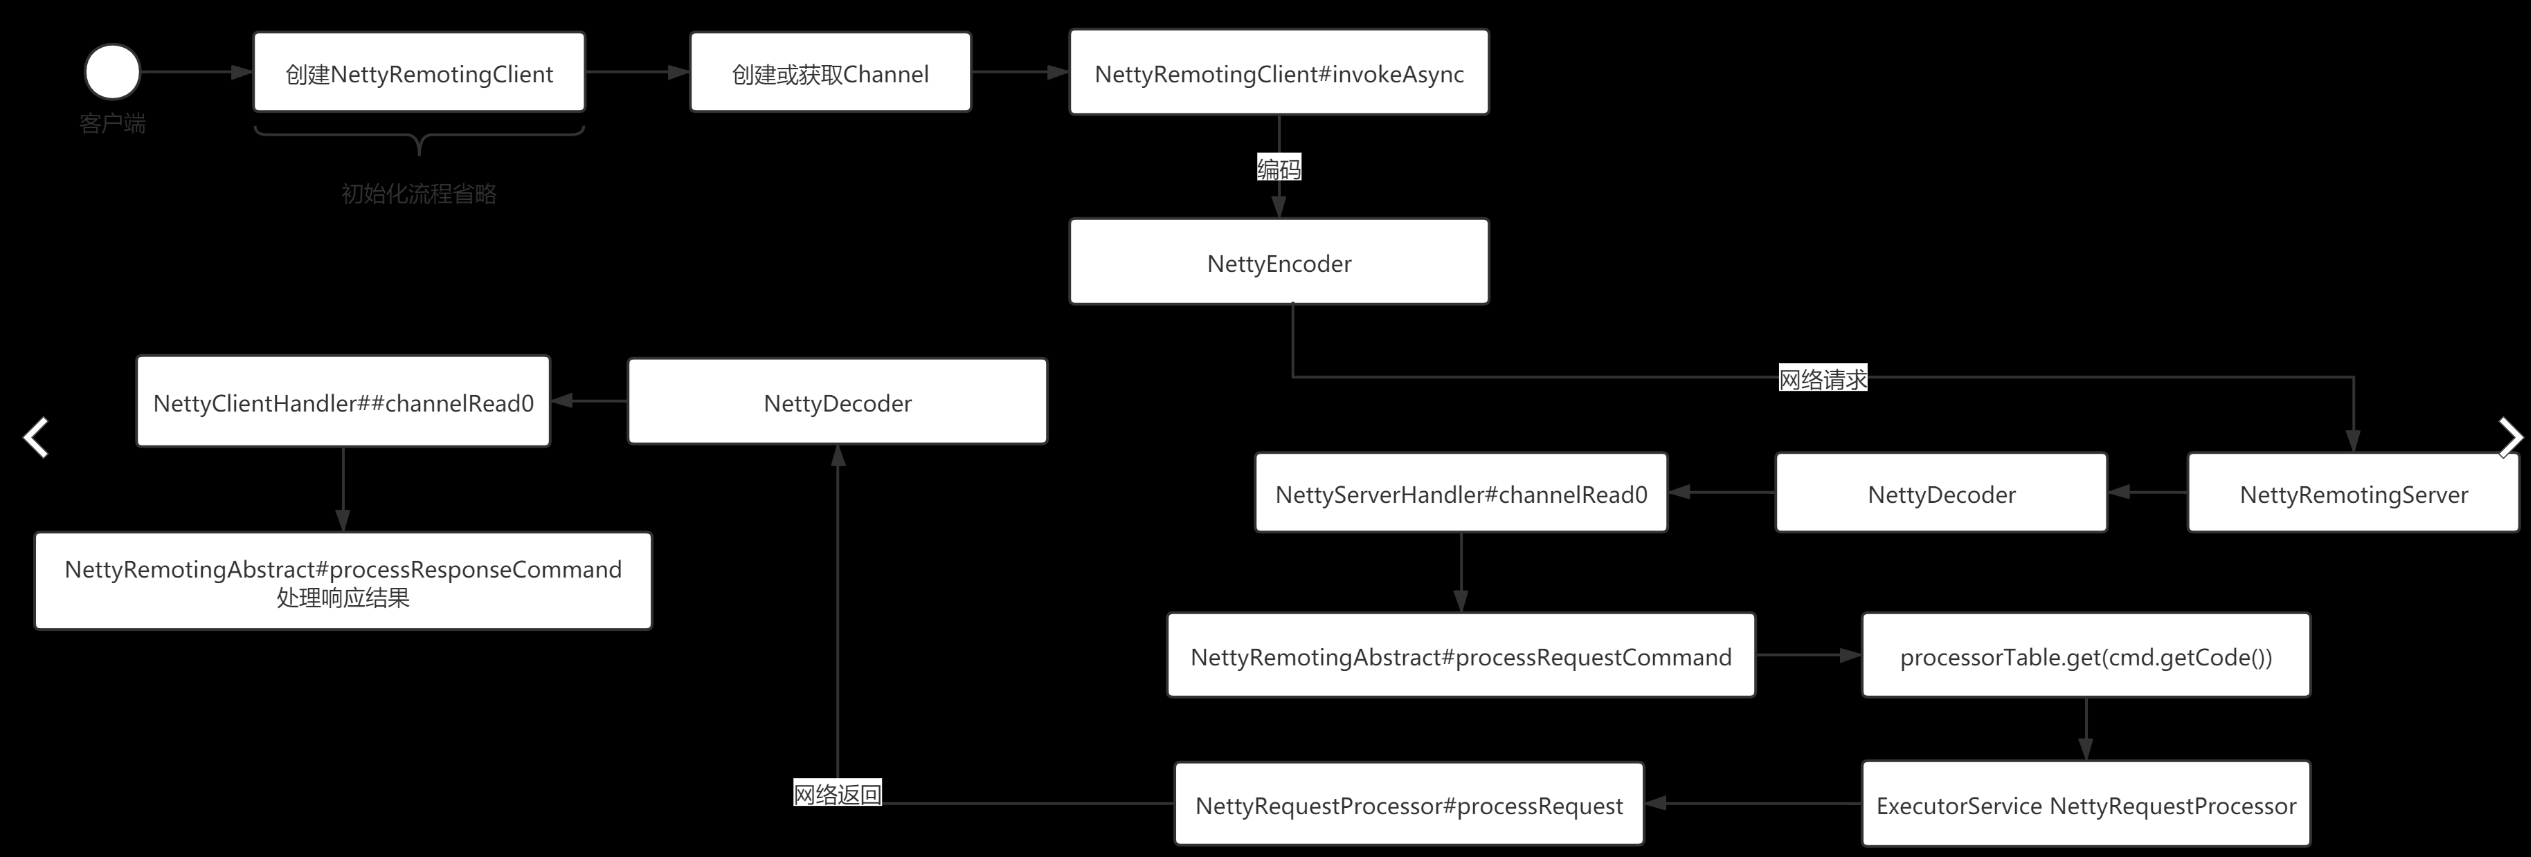 创建NettyRemotingClient
创建或获取Channel
NettyRemotingClient#invokeAsync
客户端
初始化流程省略
编码
NettyEncoder
网络请求
NettyClientHandler##channelRead0
NettyDecoder
NettyServerHandler#channelRead0
NettyDecoder
NettyRemotingServer
NettyRemotingAbstract#processResponseCommand
处理响应结果
NettyRemotingAbstract#processRequestCommand
processorTable.get(cmd.getCode())
网络返回
NettyRequestProcessor#processRequest
ExecutorService NettyRequestProcessor